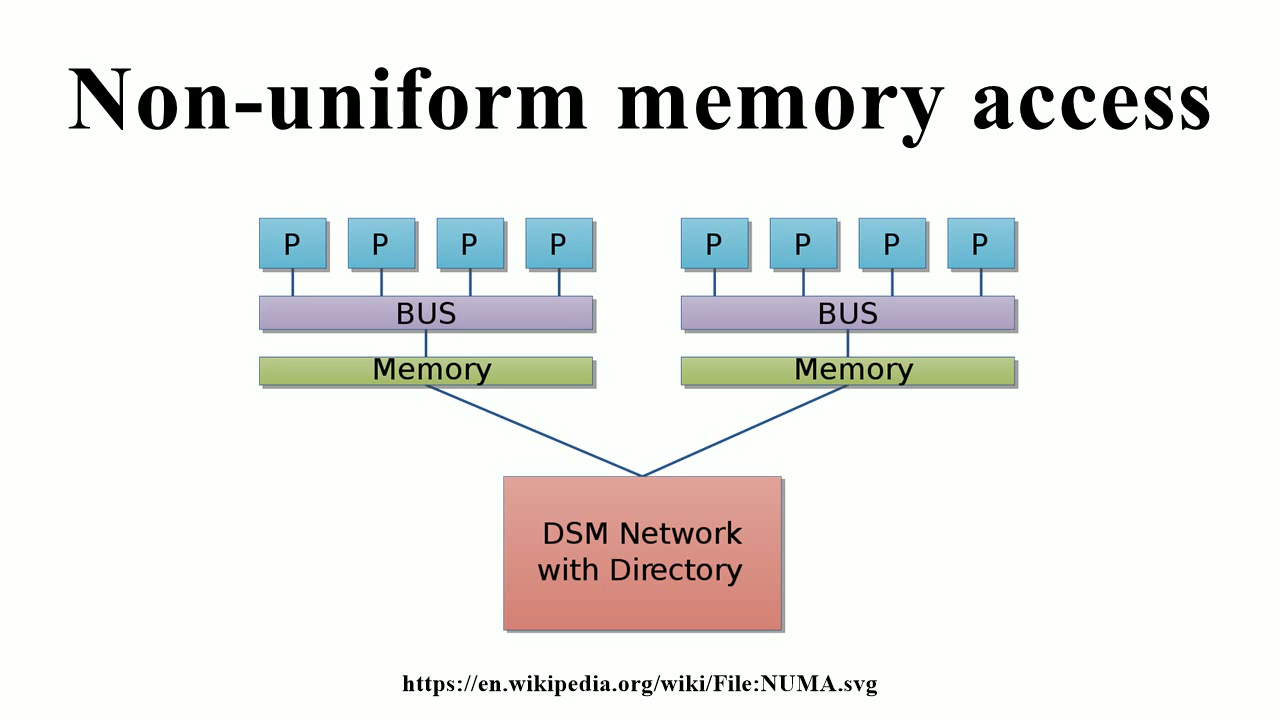 Non-uniform memory access
P P P P P P P P
BUS BUS
Memory Memory
DSM Network
with Directory
https://en.wikipedia.org/wiki/File:NUMA.svg